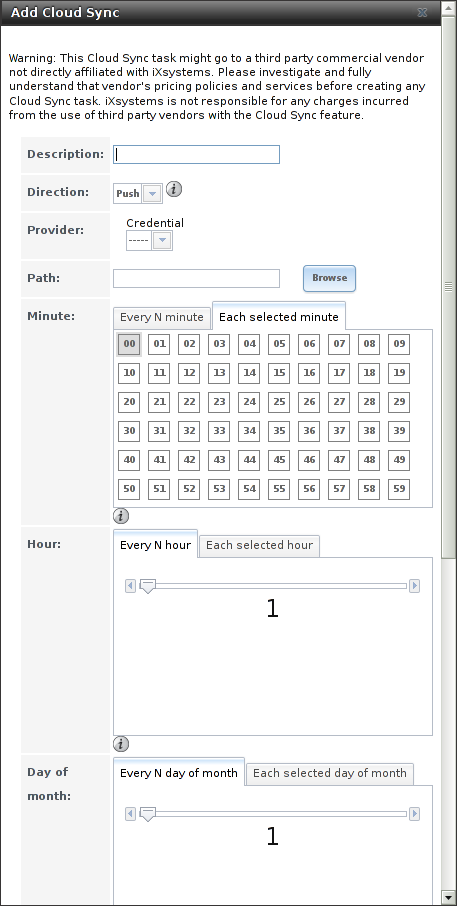 Add Cloud Sync
Warning: This Cloud Sync task might go to a third party commercial vendor
not directly affiliated with iXsystems. Please investigate and fully
understand that vendor's pricing policies and services before creating any
Cloud Sync task. iXsystems is not responsible for any charges incurred
from the use of third party vendors with the Cloud Sync feature.
Description:
Direction: Push i
Provider: Credential
-----
Path: Browse
Minute: Every N minute Each selected minute
00 01 02 03 04 05 06 07 08 09
10 11 12 13 14 15 16 17 18 19
20 21 22 23 24 25 26 27 28 29
30 31 32 33 34 35 36 37 38 39
40 41 42 43 44 45 46 47 48 49
50 51 52 53 54 55 56 57 58 59
i
Hour: Every N hour Each selected hour
1
i
Day of month: Every N day of month Each selected day of month
1